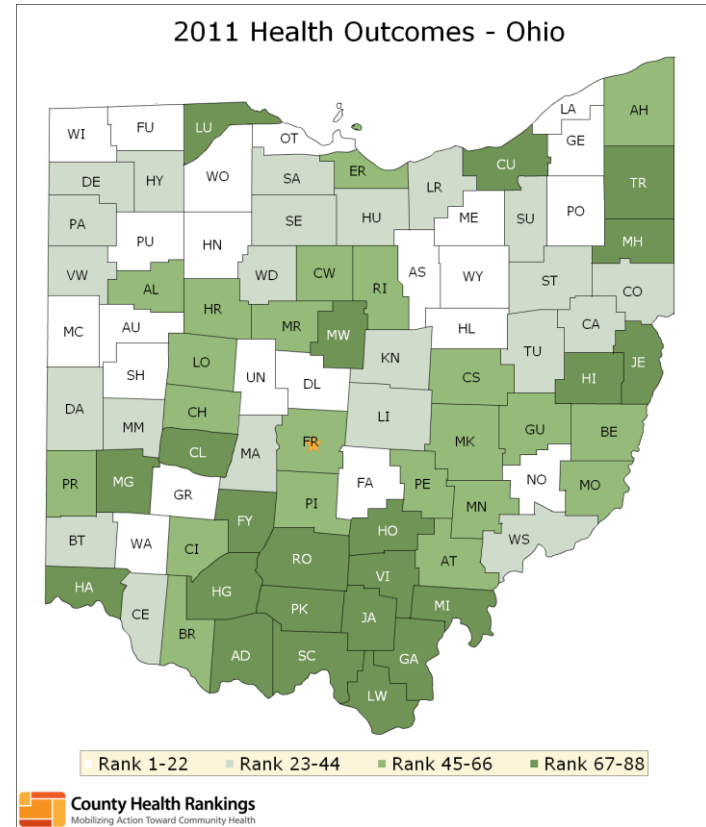 2011 Health Outcomes - Ohio
LA
AH
WI
FU
LU
OT
GE
CU
WO
ER
TR
DE
HY
SA
LR
PA
SE
HU
ME
SU
PO
PU
HN
MH
VW
WD
CW
RI
AS
WY
ST
CO
AL
HR
MC
AU
MR
MW
HL
CA
SH
LO
UN
DL
KN
TU
JE
CS
HI
DA
MM
CH
LI
MA
FR
GU
BE
CL
MK
PR
MG
GR
PI
FA
PE
NO
MO
MN
FY
BT
WA
CI
HO
WS
RO
AT
HA
HG
VI
CE
PK
MI
BR
JA
AD
SC
GA
LW
Rank 1-22 Rank 23-44 Rank 45-66 Rank 67-88
County Health Rankings
Mobilizing Action Toward Community Health